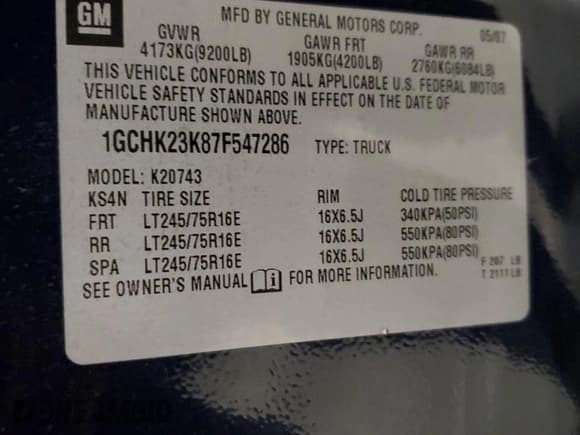 GM
MFD BY GENERAL MOTORS CORP. 05/07
GVWR GAWR FRT GAWR RR
4173KG(9200LB) 1905KG(4200LB) 2760KG(6084LB)
THIS VEHICLE CONFORMS TO ALL APPLICABLE U.S. FEDERAL MOTOR
VEHICLE SAFETY STANDARDS IN EFFECT ON THE DATE OF
MANUFACTURE SHOWN ABOVE.
1GCHK23K87F547286 TYPE: TRUCK
MODEL: K20743
KS4N TIRE SIZE RIM COLD TIRE PRESSURE
FRT LT245/75R16E 16X6.5J 340KPA(50PSI)
RR LT245/75R16E 16X6.5J 550KPA(80PSI)
SPA LT245/75R16E 16X6.5J 550KPA(80PSI)
SEE OWNER'S MANUAL FOR MORE INFORMATION.
F 287 LB
T 2111 LB